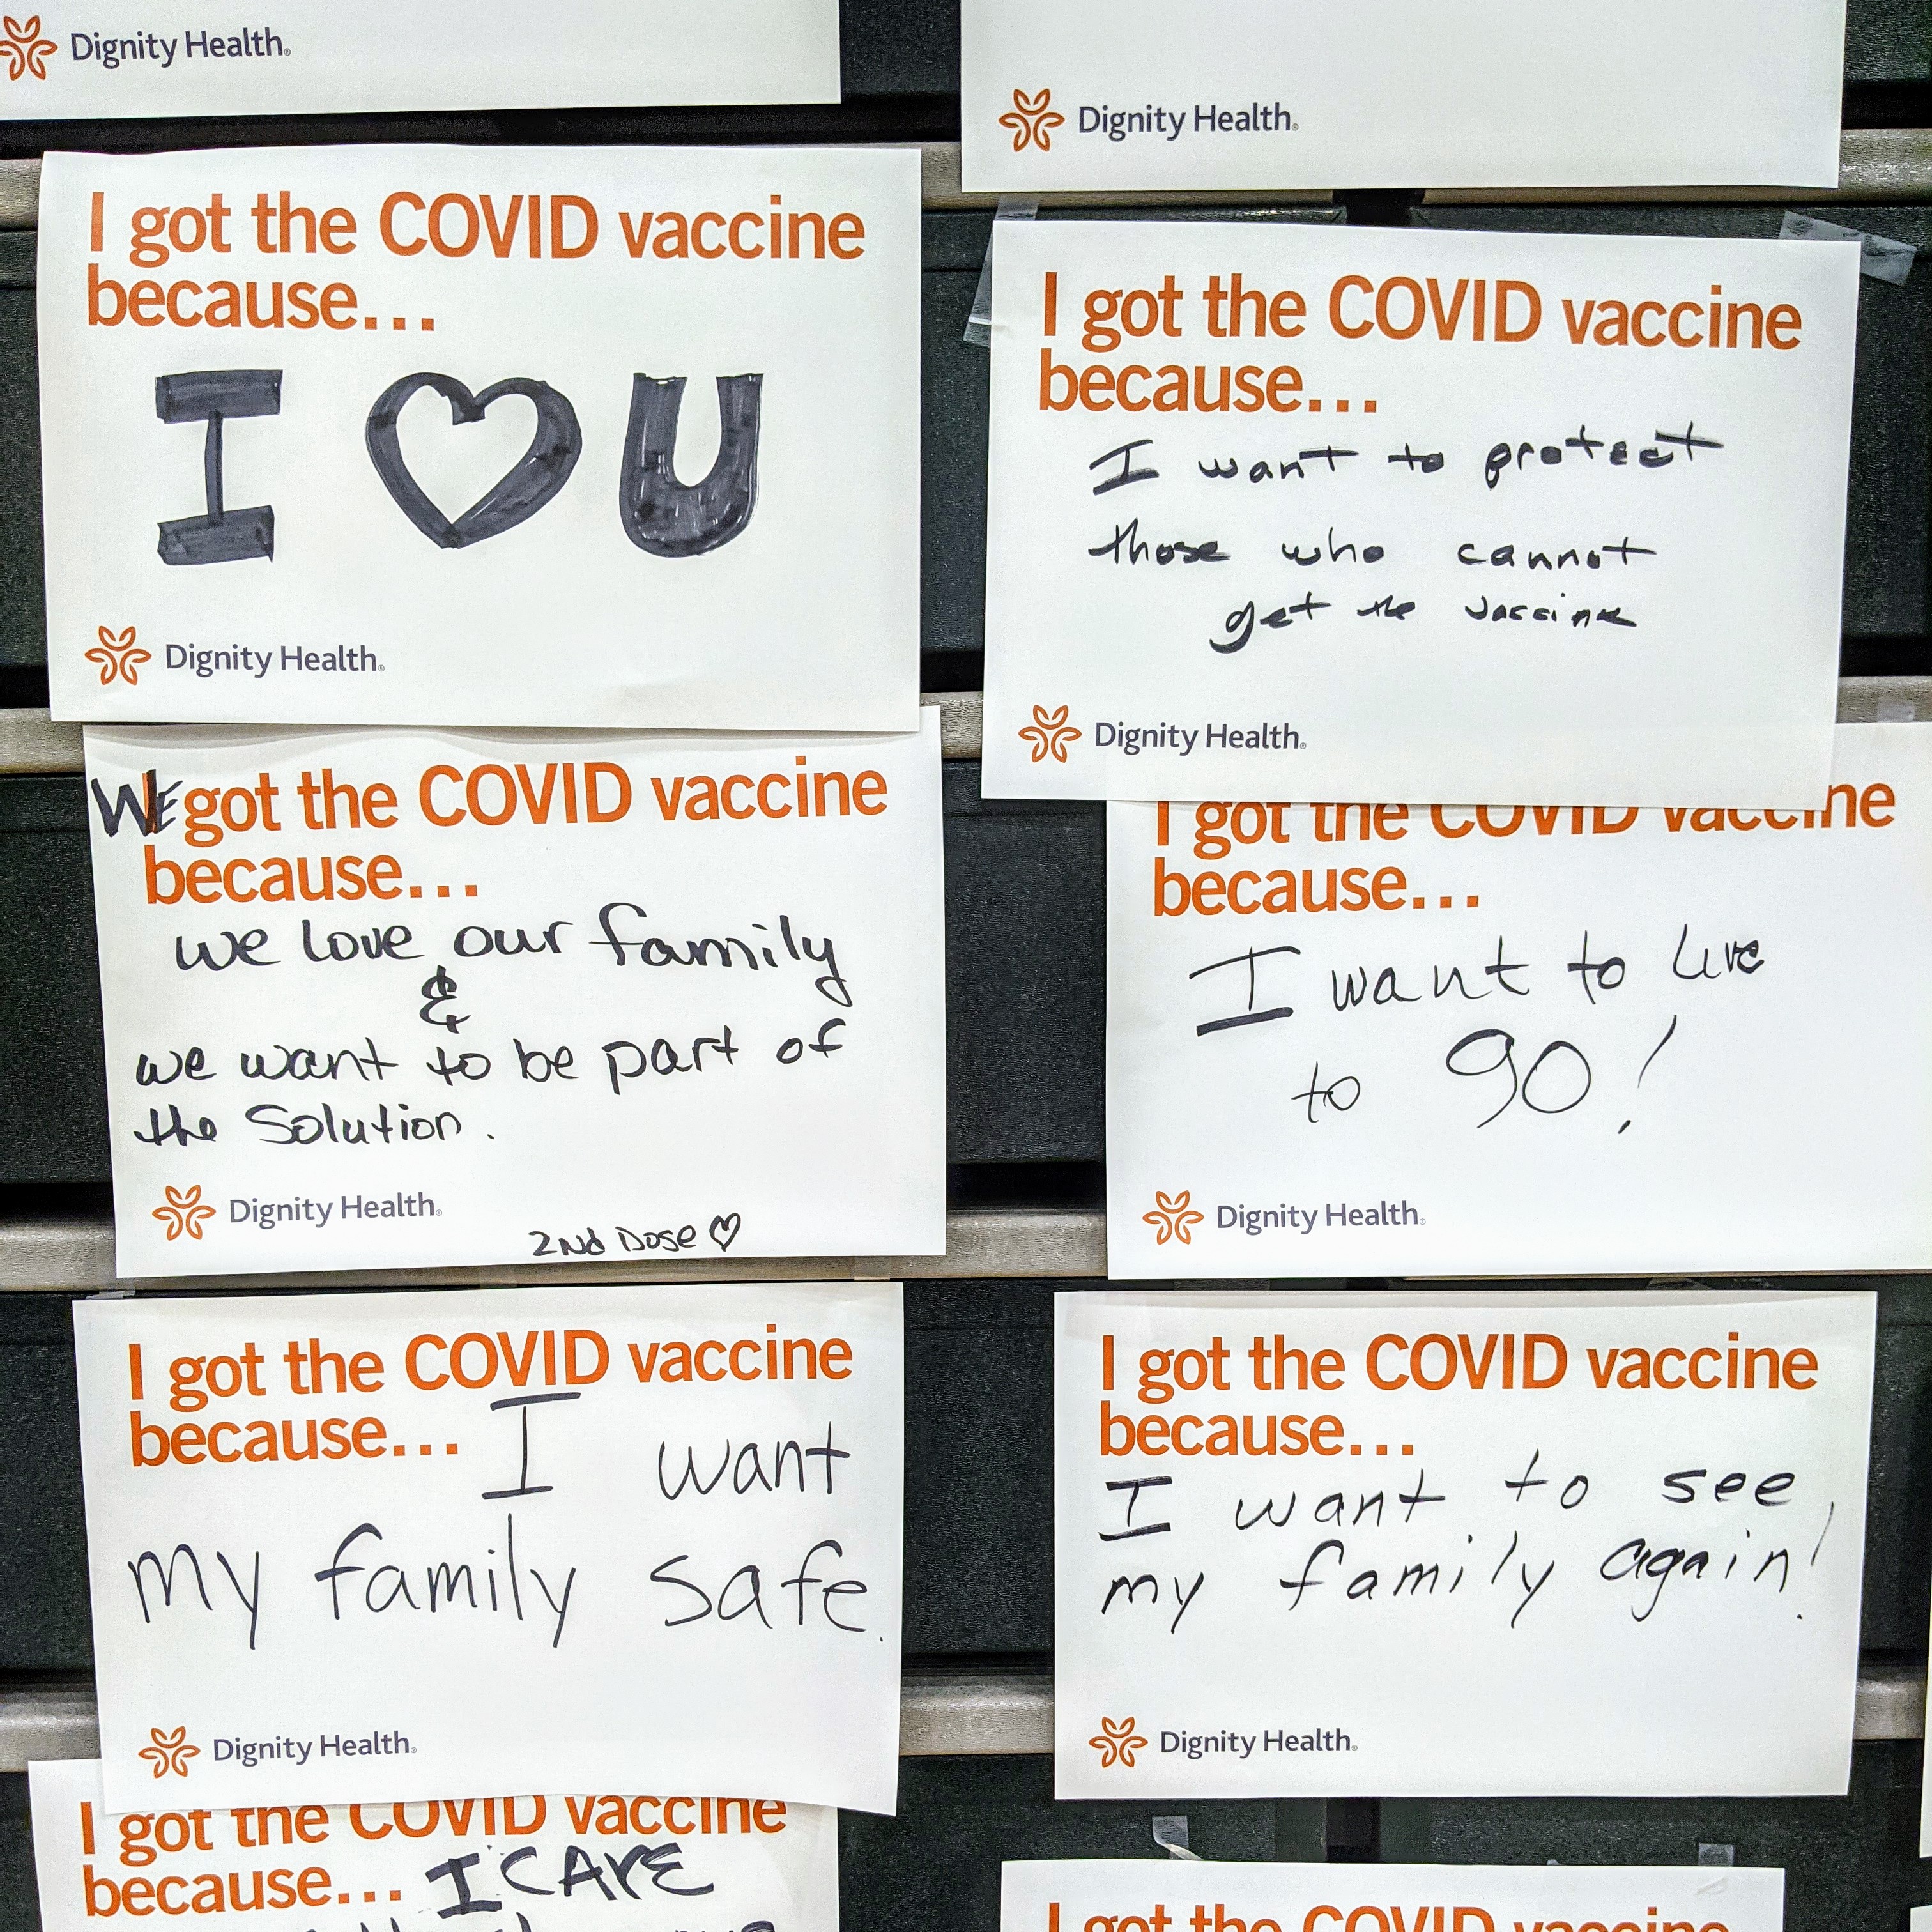 Dignity Health®
Dignity Health®
I got the COVID vaccine
because...
I ♡ U
Dignity Health®
I got the COVID vaccine
because...
I want to protect
those who cannot
get the vaccine
Dignity Health®
WE got the COVID vaccine
because...
we love our family
&
we want to be part of
the Solution.
Dignity Health®
2nd Dose ♡
I got the COVID vaccine
because...
I want to live
to 90!
Dignity Health®
I got the COVID vaccine
because... I want
my family safe.
Dignity Health®
I got the COVID vaccine
because...
I want to see
my family again!
Dignity Health®
I got the COVID vaccine
because... I CARE
I got the COVID vaccine